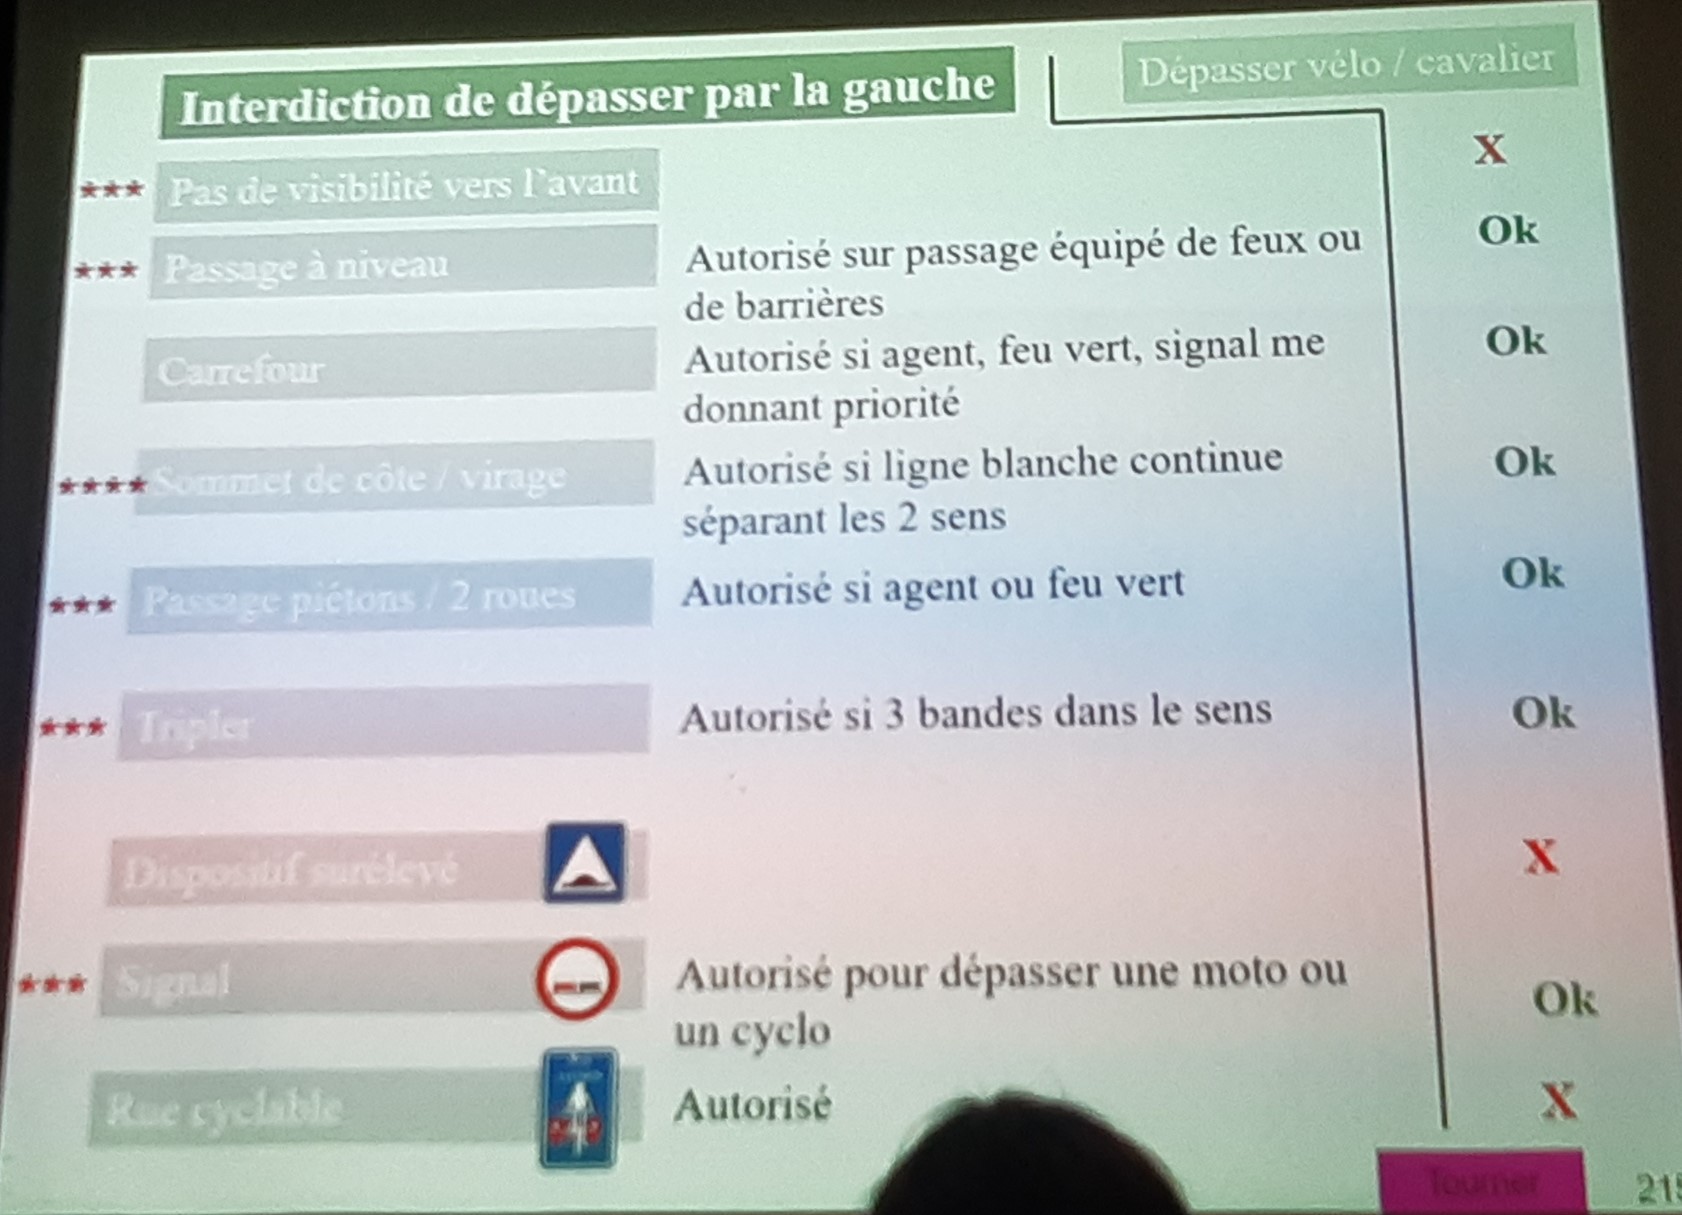 Interdiction de dépasser par la gauche
Dépasser vélo / cavalier
*** Pas de visibilité vers l'avant
X
*** Passage à niveau
Autorisé sur passage équipé de feux ou
de barrières
Ok
Carrefour
Autorisé si agent, feu vert, signal me
donnant priorité
Ok
**** Sommet de côte / virage
Autorisé si ligne blanche continue
séparant les 2 sens
Ok
*** Passage piétons / 2 roues
Autorisé si agent ou feu vert
Ok
*** Tripler
Autorisé si 3 bandes dans le sens
Ok
Dispositif surélevé
X
*** Signal
Autorisé pour dépasser une moto ou
un cyclo
Ok
Rue cyclable
Autorisé
X
Tourner